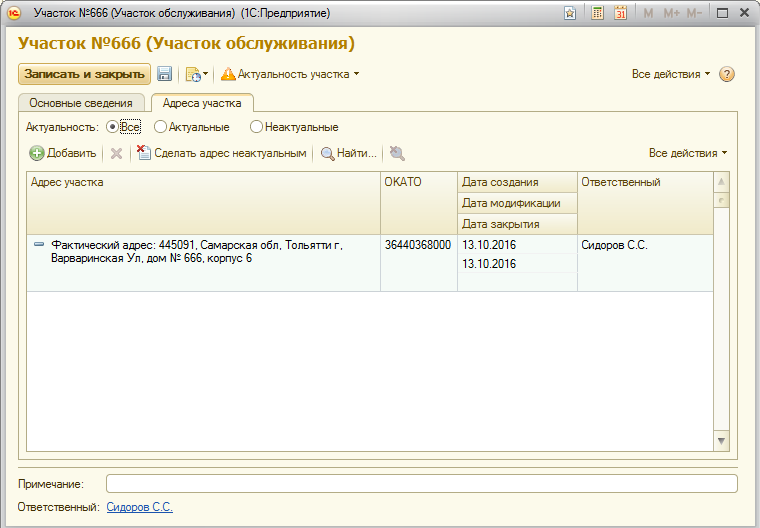 Участок №666 (Участок обслуживания) (1С:Предприятие)
31 M M+ M-
Участок №666 (Участок обслуживания)
Записать и закрыть Актуальность участка Все действия ?
Основные сведения Адреса участка
Актуальность: Все Актуальные Неактуальные
Добавить Сделать адрес неактуальным Найти... Все действия
Адрес участка ОКАТО Дата создания Ответственный
Дата модификации
Дата закрытия
Фактический адрес: 445091, Самарская обл, Тольятти г, 36440368000 13.10.2016 Сидоров С.С.
Варваринская Ул, дом № 666, корпус 6 13.10.2016
Примечание:
Ответственный: Сидоров С.С.